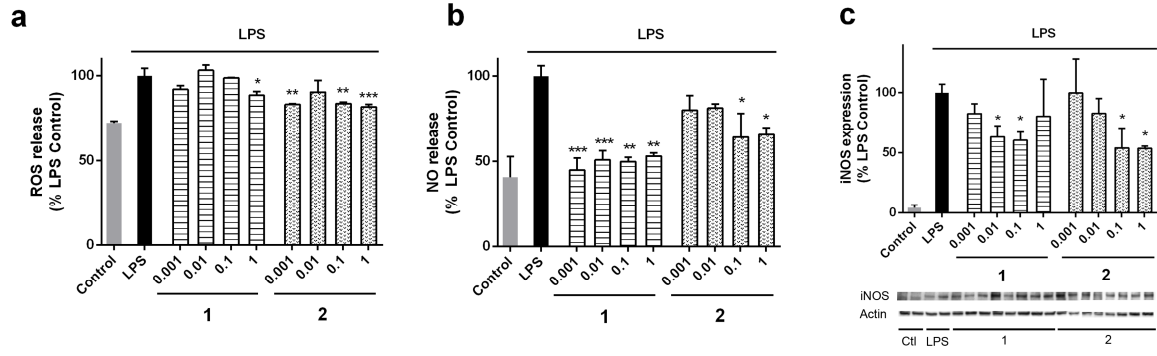 a
LPS
ROS release
(% LPS Control)
100
50
0
*
**
**
***
Control
LPS
0.001
0.01
0.1
1
0.001
0.01
0.1
1
1
2
b
LPS
NO release
(% LPS Control)
100
50
0
***
***
**
**
*
*
Control
LPS
0.001
0.01
0.1
1
0.001
0.01
0.1
1
1
2
c
LPS
iNOS expression
(% LPS Control)
100
50
0
*
*
*
*
Control
LPS
0.001
0.01
0.1
1
0.001
0.01
0.1
1
1
2
iNOS
Actin
Ctl
LPS
1
2